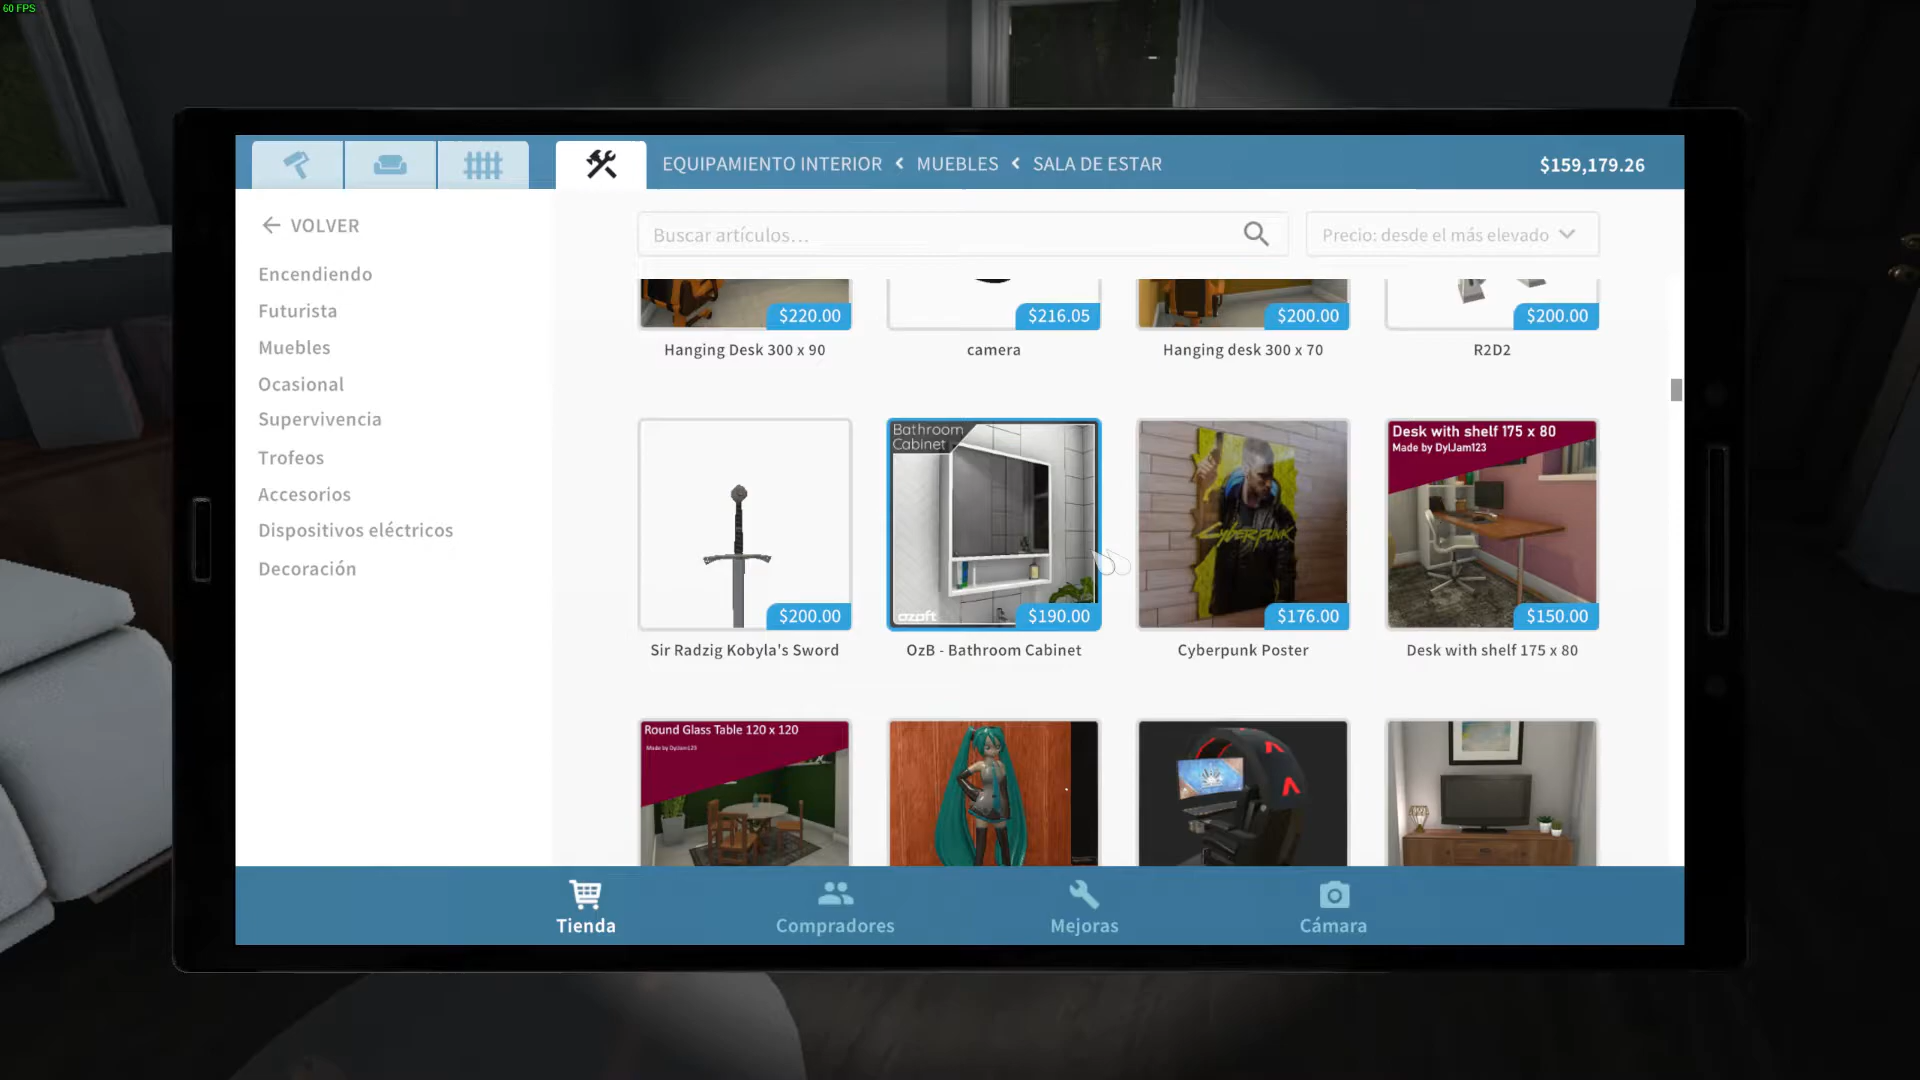 60 FPS
EQUIPAMIENTO INTERIOR < MUEBLES < SALA DE ESTAR
$159,179.26
VOLVER
Encendiendo
Futurista
Muebles
Ocasional
Supervivencia
Trofeos
Accesorios
Dispositivos eléctricos
Decoración
Buscar artículos...
Precio: desde el más elevado
$220.00
$216.05
$200.00
$200.00
Hanging Desk 300 x 90
camera
Hanging desk 300 x 70
R2D2
$200.00
Sir Radzig Kobyla's Sword
Bathroom
Cabinet
ozoft
$190.00
OzB - Bathroom Cabinet
CYBERPUNK
$176.00
Cyberpunk Poster
Desk with shelf 175 x 80
Made by DylJam123
$150.00
Desk with shelf 175 x 80
Round Glass Table 120 x 120
Made by DylJam123
Tienda
Compradores
Mejoras
Cámara